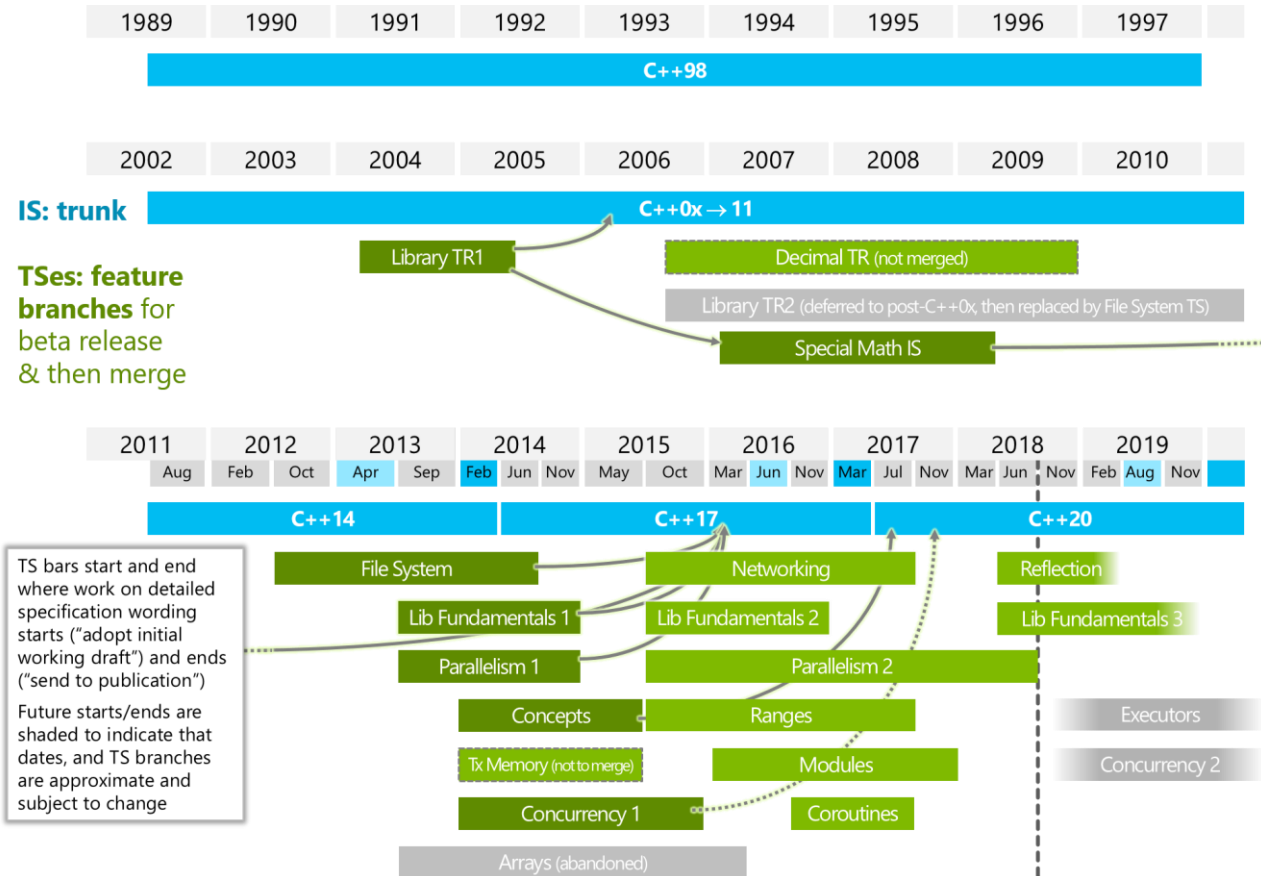 1989 1990 1991 1992 1993 1994 1995 1996 1997
C++98
2002 2003 2004 2005 2006 2007 2008 2009 2010
IS: trunk
C++0x → 11
Library TR1
Decimal TR (not merged)
TSes: feature
branches for
beta release
& then merge
Library TR2 (deferred to post-C++0x, then replaced by File System TS)
Special Math IS
2011 2012 2013 2014 2015 2016 2017 2018 2019
Aug Feb Oct Apr Sep Feb Jun Nov May Oct Mar Jun Nov Mar Jul Nov Mar Jun Nov Feb Aug Nov
C++14 C++17 C++20
TS bars start and end
where work on detailed
specification wording
starts (“adopt initial
working draft”) and ends
(“send to publication”)
Future starts/ends are
shaded to indicate that
dates, and TS branches
are approximate and
subject to change
File System Networking Reflection
Lib Fundamentals 1 Lib Fundamentals 2 Lib Fundamentals 3
Parallelism 1 Parallelism 2
Concepts Ranges Executors
Tx Memory (not to merge) Modules Concurrency 2
Concurrency 1 Coroutines
Arrays (abandoned)